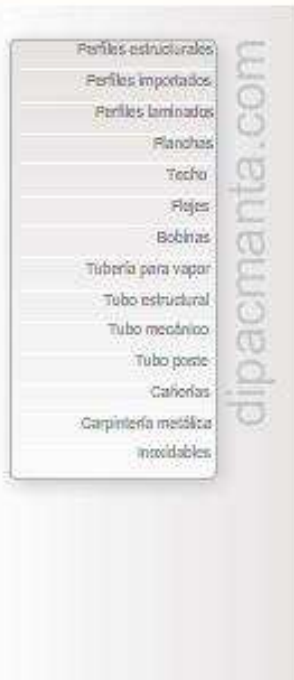 Perfiles estructurales
Perfiles importados
Perfiles laminados
Planchas
Techo
Flejes
Bobinas
Tubería para vapor
Tubo estructural
Tubo mecánico
Tubo poste
Cañerías
Carpintería metálica
Inoxidables
dipacmanta.com